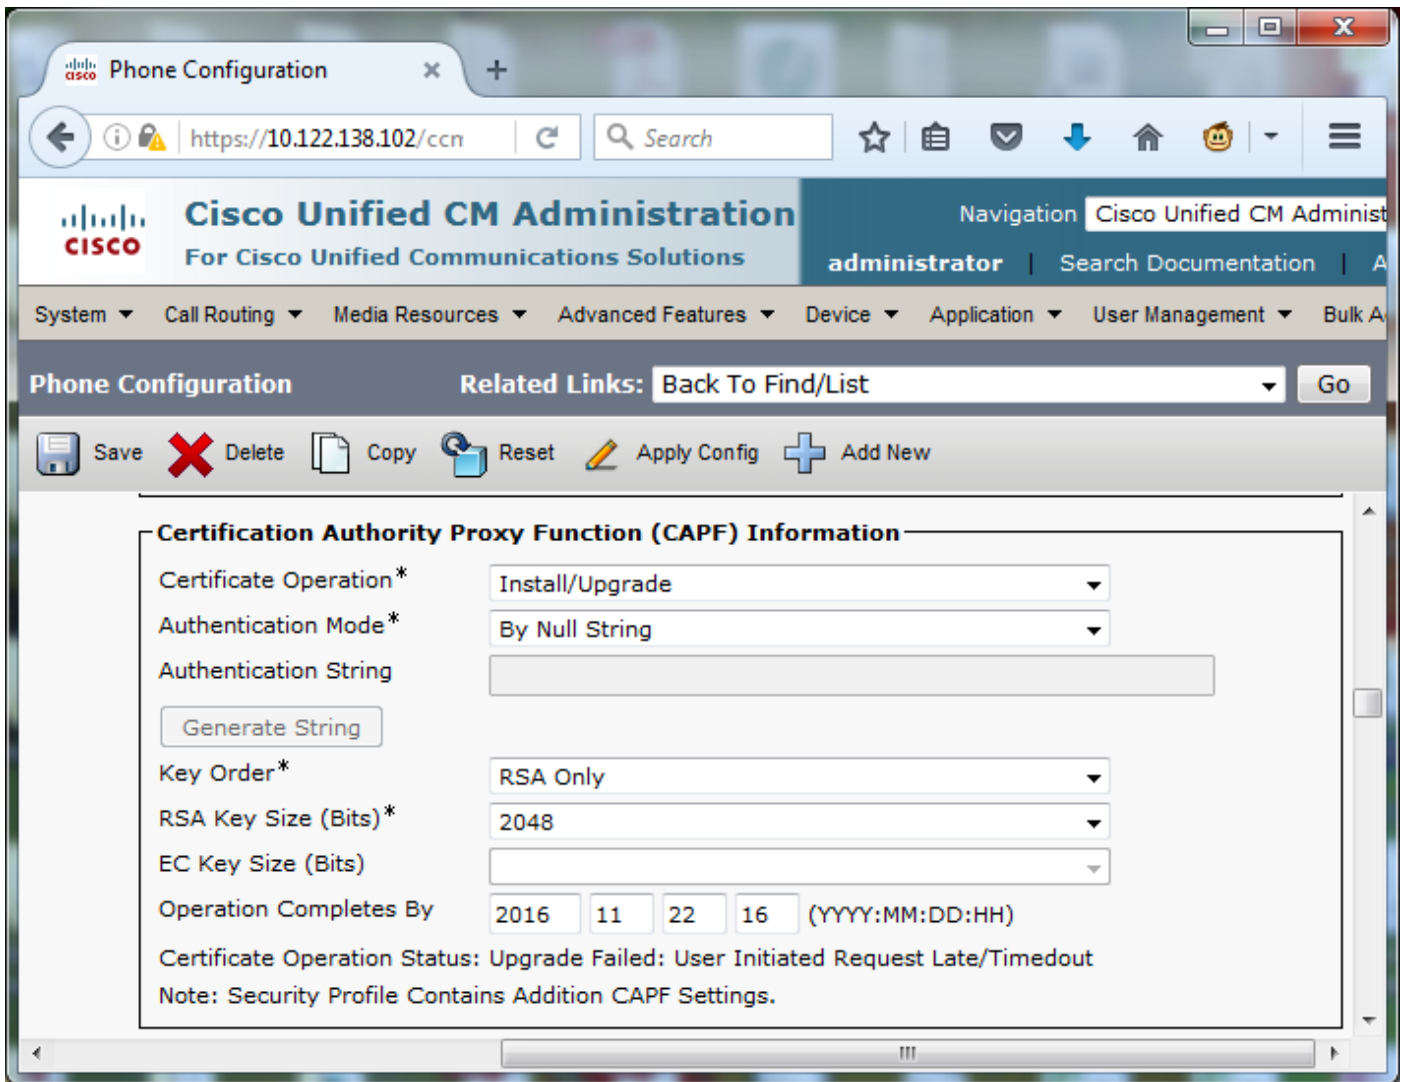 Phone Configuration
https://10.122.138.102/ccm
Search
CISCO
Cisco Unified CM Administration
For Cisco Unified Communications Solutions
Navigation Cisco Unified CM Administ
administrator | Search Documentation | A
System Call Routing Media Resources Advanced Features Device Application User Management Bulk A
Phone Configuration Related Links: Back To Find/List Go
Save Delete Copy Reset Apply Config Add New
Certification Authority Proxy Function (CAPF) Information
Certificate Operation* Install/Upgrade
Authentication Mode* By Null String
Authentication String
Generate String
Key Order* RSA Only
RSA Key Size (Bits)* 2048
EC Key Size (Bits)
Operation Completes By 2016 11 22 16 (YYYY:MM:DD:HH)
Certificate Operation Status: Upgrade Failed: User Initiated Request Late/Timedout
Note: Security Profile Contains Addition CAPF Settings.